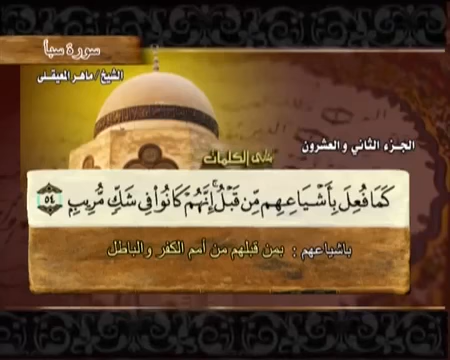 سورة سبأ
الشيخ/ماهر المعيقلي
الجزء الثاني والعشرون
معاني الكلمات
كَمَا فُعِلَ بِأَشْيَاعِهِم مِّن قَبْلُ ۚ إِنَّهُمْ كَانُوا۟ فِى شَكٍّ مُّرِيبٍۭ ٥٤
باشياعهم : بمن قبلهم من أمم الكفر والباطل